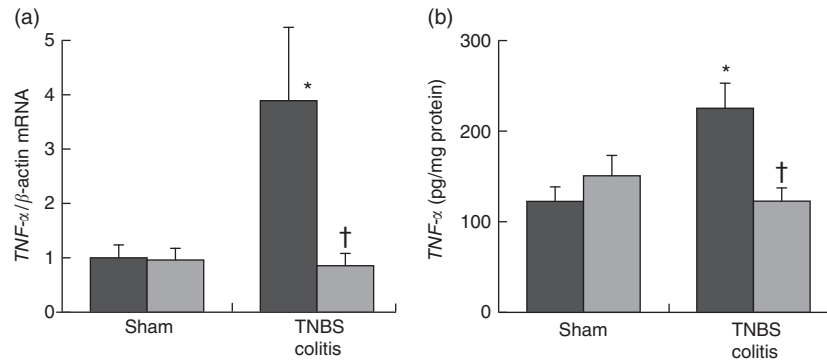 (a)
5
4
3
2
1
0
TNF-α/β-actin mRNA
*
†
Sham
TNBS
colitis
(b)
300
200
100
0
TNF-α (pg/mg protein)
*
†
Sham
TNBS
colitis